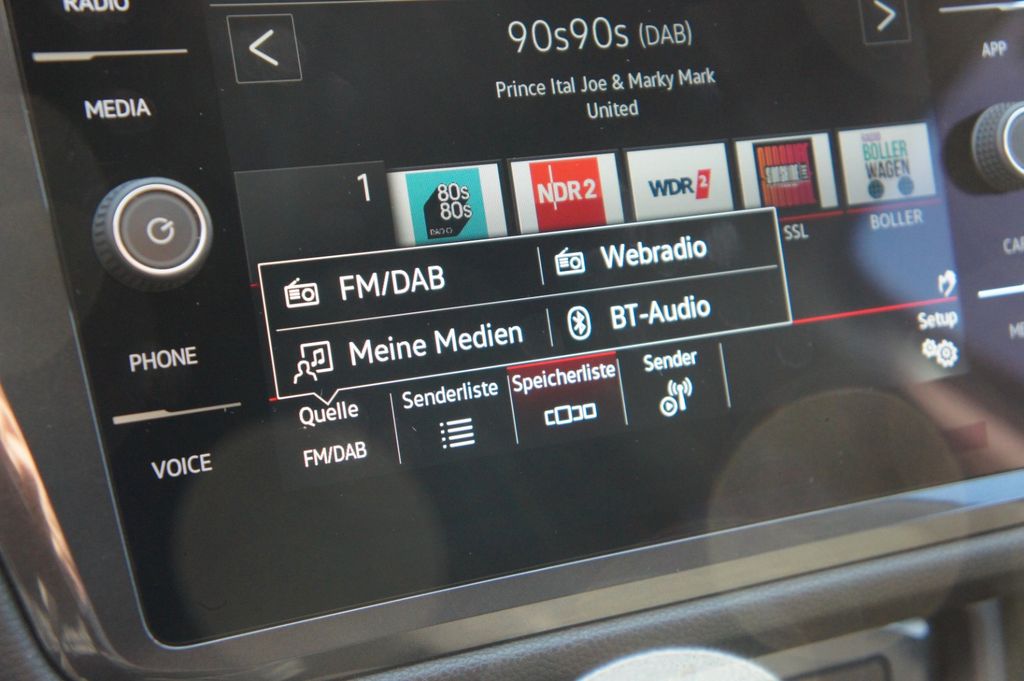 RADIO
90s90s (DAB)
APP
Prince Ital Joe & Marky Mark
United
MEDIA
1
80s
80s
NDR 2
WDR 2
BOLLER
WAGEN
SSL
BOLLER
FM/DAB
Webradio
Meine Medien
BT-Audio
Setup
PHONE
Quelle
FM/DAB
Senderliste
Speicherliste
Sender
VOICE